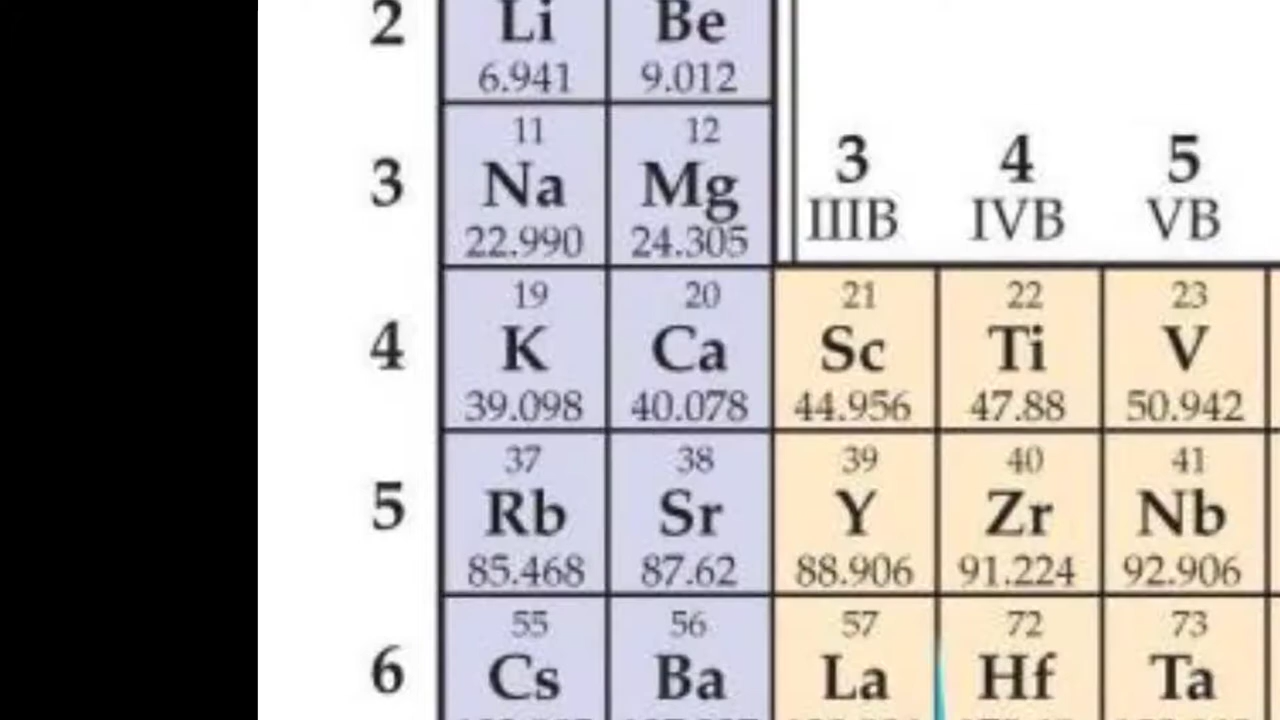 2 Li Be
6.941 9.012
11 12
3 Na Mg 3 4 5
22.990 24.305 IIIB IVB VB
19 20 21 22 23
4 K Ca Sc Ti V
39.098 40.078 44.956 47.88 50.942
37 38 39 40 41
5 Rb Sr Y Zr Nb
85.468 87.62 88.906 91.224 92.906
55 56 57 72 73
6 Cs Ba La Hf Ta